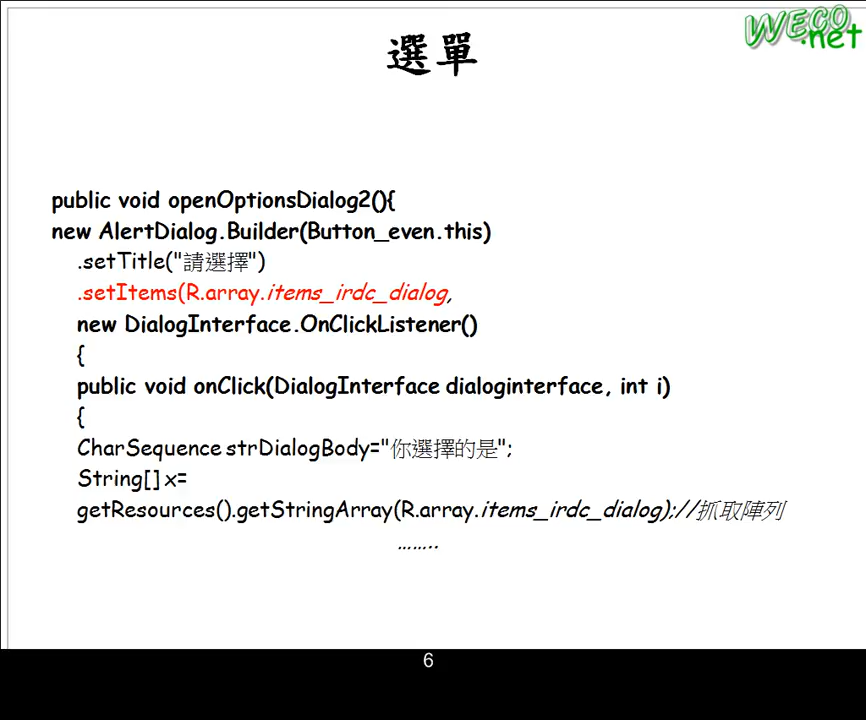 WECO.net
選單
public void openOptionsDialog2(){
new AlertDialog.Builder(Button_even.this)
.setTitle("請選擇")
.setItems(R.array.items_irdc_dialog,
new DialogInterface.OnClickListener()
{
public void onClick(DialogInterface dialoginterface, int i)
{
CharSequence strDialogBody="你選擇的是";
String[] x=
getResources().getStringArray(R.array.items_irdc_dialog);//抓取陣列
……..
6